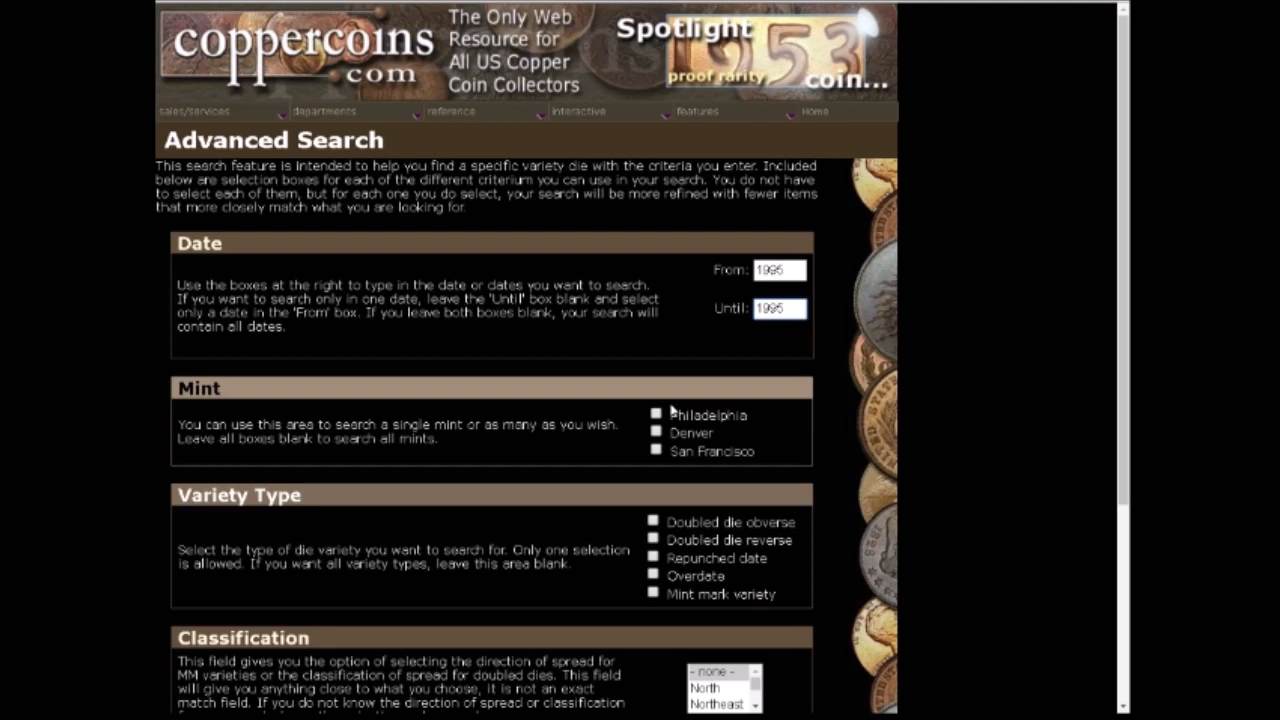 coppercoins
.com
The Only Web
Resource for
All US Copper
Coin Collectors
Spotlight
1953
proof rarity
coin...
sales/services departments reference interactive features Home
Advanced Search
This search feature is intended to help you find a specific variety die with the criteria you enter. Included
below are selection boxes for each of the different criterium you can use in your search. You do not have
to select each of them, but for each one you do select, your search will be more refined with fewer items
that more closely match what you are looking for.
Date
Use the boxes at the right to type in the date or dates you want to search.
If you want to search only in one date, leave the 'Until' box blank and select
only a date in the 'From' box. If you leave both boxes blank, your search will
contain all dates.
From: 1995
Until: 1995
Mint
You can use this area to search a single mint or as many as you wish.
Leave all boxes blank to search all mints.
Philadelphia
Denver
San Francisco
Variety Type
Select the type of die variety you want to search for. Only one selection
is allowed. If you want all variety types, leave this area blank.
Doubled die obverse
Doubled die reverse
Repunched date
Overdate
Mint mark variety
Classification
This field gives you the option of selecting the direction of spread for
MM varieties or the classification of spread for doubled dies. This field
will give you anything close to what you choose, it is not an exact
match field. If you do not know the direction of spread or classification
- none -
North
Northeast